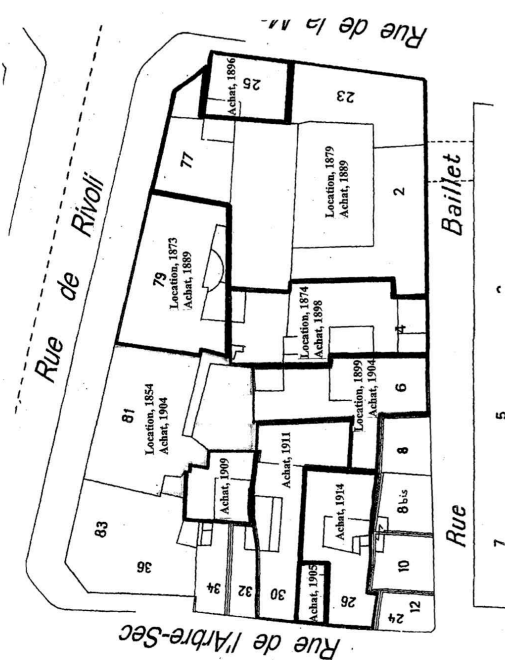 Rue de la M
Rue de Rivoli
Rue de l'Arbre-Sec
Rue Baillet
25
Achat, 1896
23
77
Location, 1879
Achat, 1889
2
79
Location, 1873
Achat, 1889
Location, 1874
Achat, 1898
4
81
Location, 1854
Achat, 1904
Location, 1899
Achat, 1904
6
Achat, 1909
Achat, 1911
8
83
36
34
32
30
Achat, 1905
Achat, 1914
26
8 bis
10
12
24
5
7